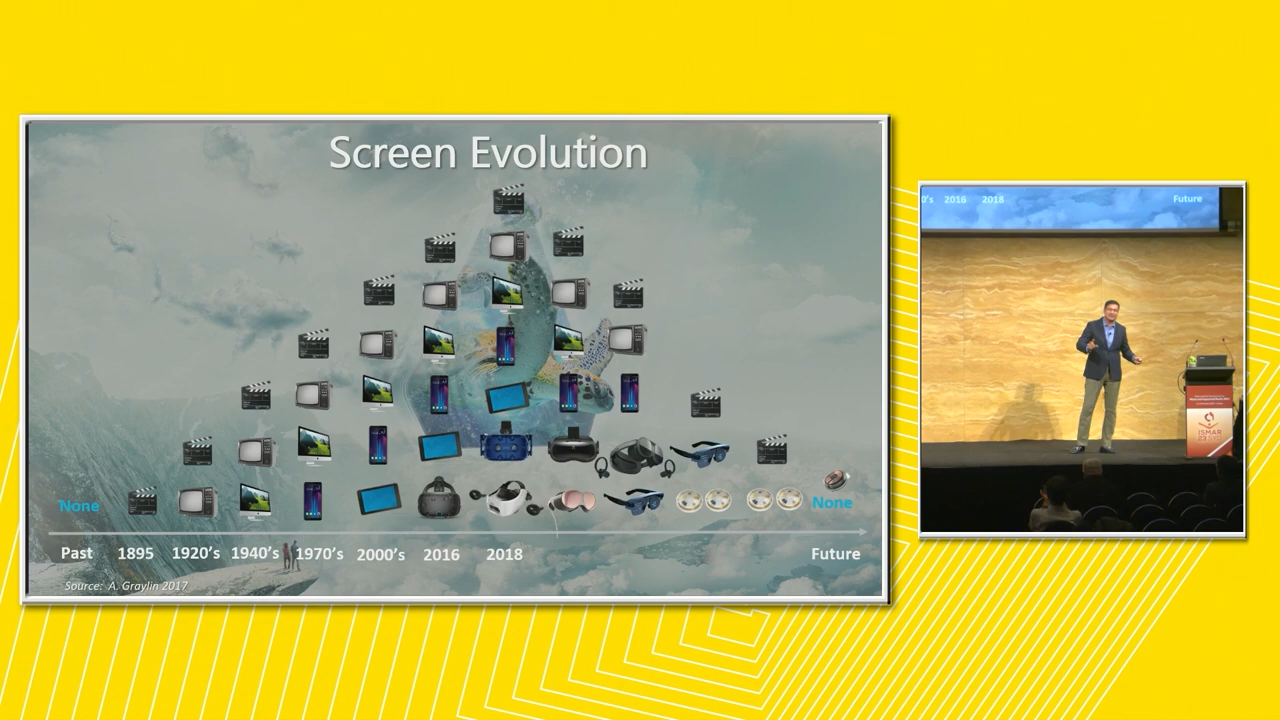 Screen Evolution
None
None
Past 1895 1920's 1940's 1970's 2000's 2016 2018 Future
Source: A. Graylin 2017
0's 2016 2018 Future
ISMAR